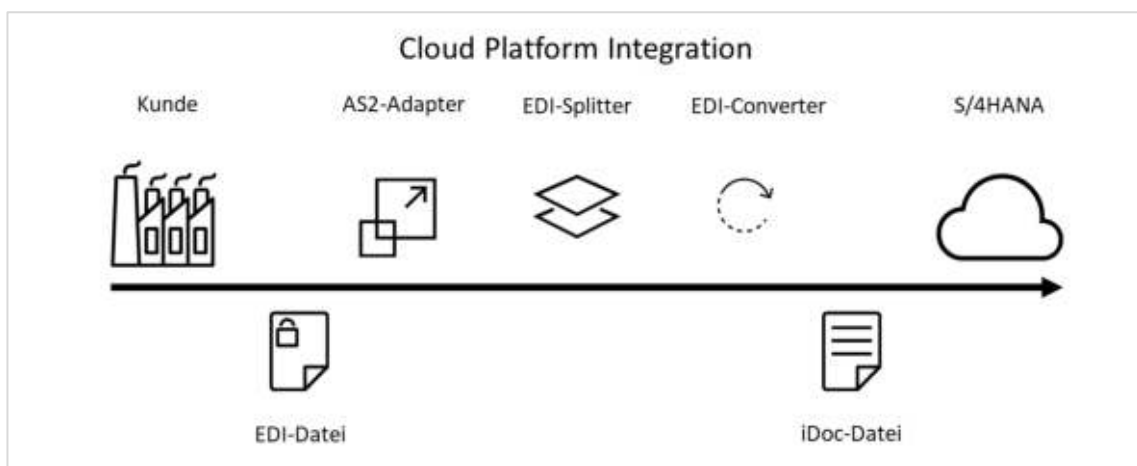 Cloud Platform Integration
Kunde AS2-Adapter EDI-Splitter EDI-Converter S/4HANA
EDI-Datei iDoc-Datei